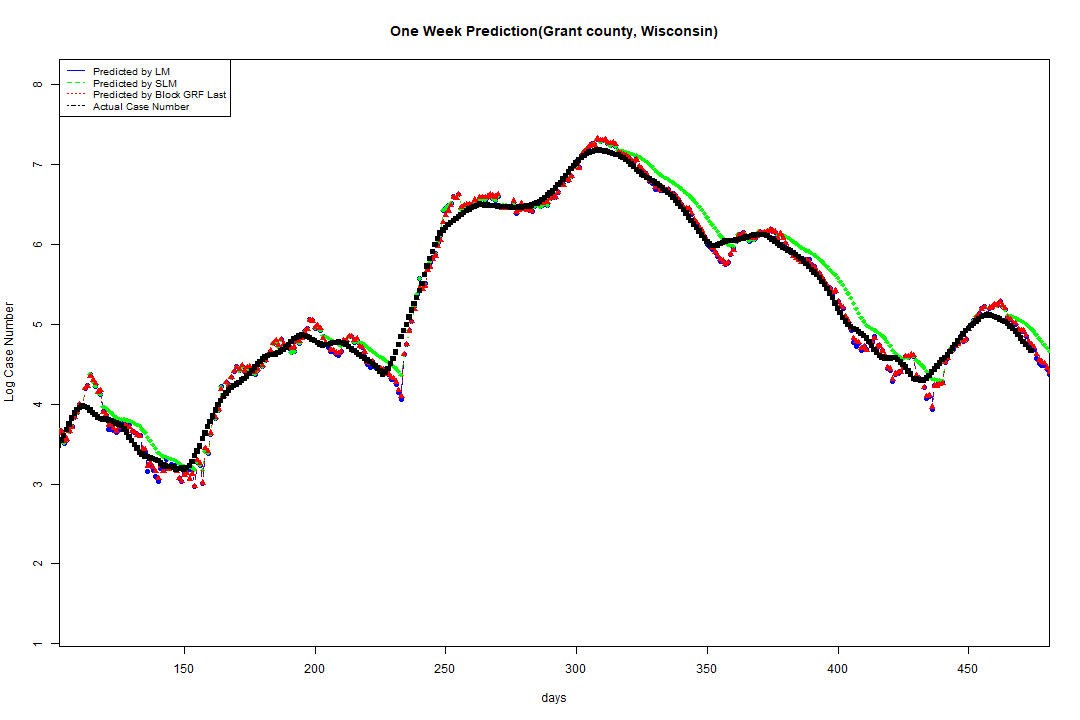 One Week Prediction(Grant county, Wisconsin)
Predicted by LM
Predicted by SLM
Predicted by Block GRF Last
Actual Case Number
8
7
6
5
4
3
2
1
Log Case Number
150 200 250 300 350 400 450
days